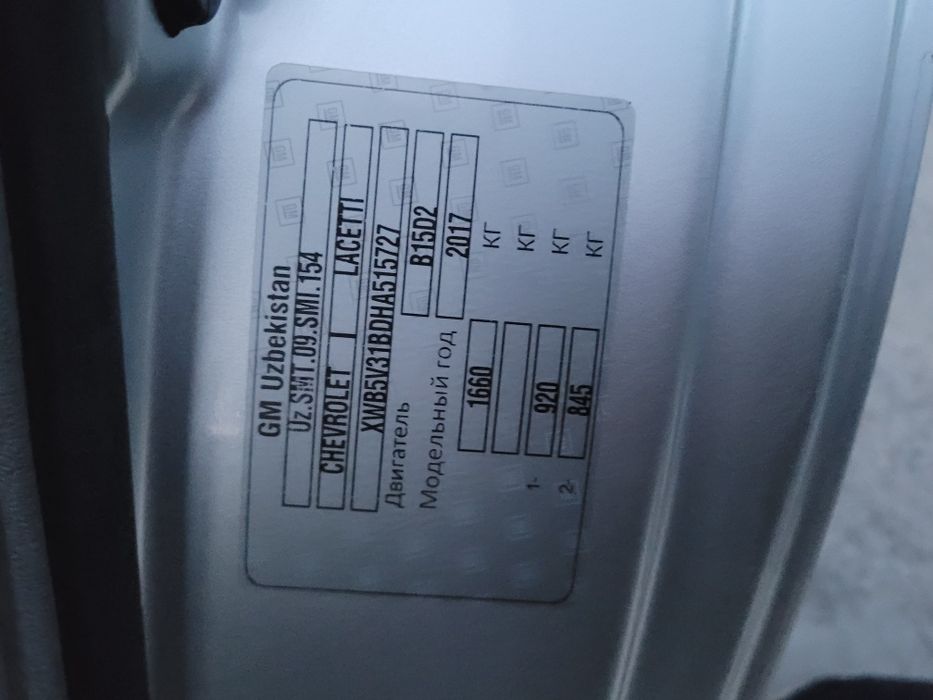 GM Uzbekistan
Uz.SMT.09.SMI.154
CHEVROLET | LACETTI
XWB5V31BDHA515727
Двигатель B15D2
Модельный год 2017
1660 КГ
КГ
1- 920 КГ
2- 845 КГ